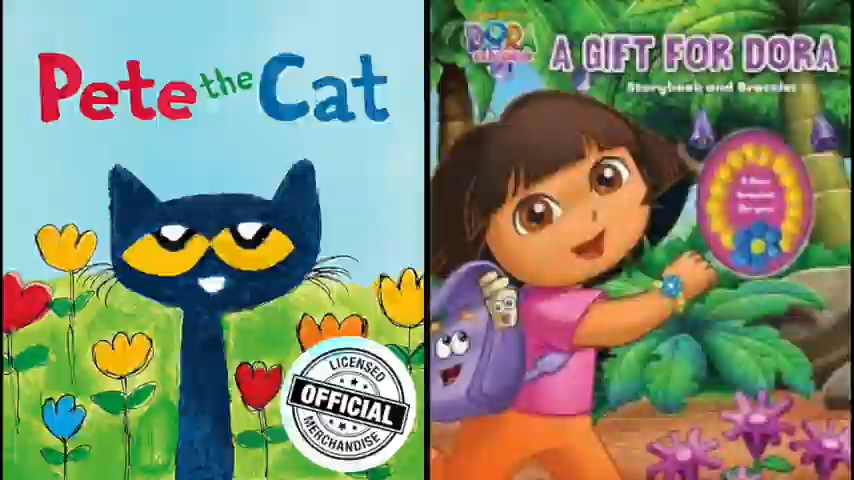 Pete the Cat
LICENSED
OFFICIAL
MERCHANDISE
DORA
A GIFT FOR DORA
Storybook and Bracelet